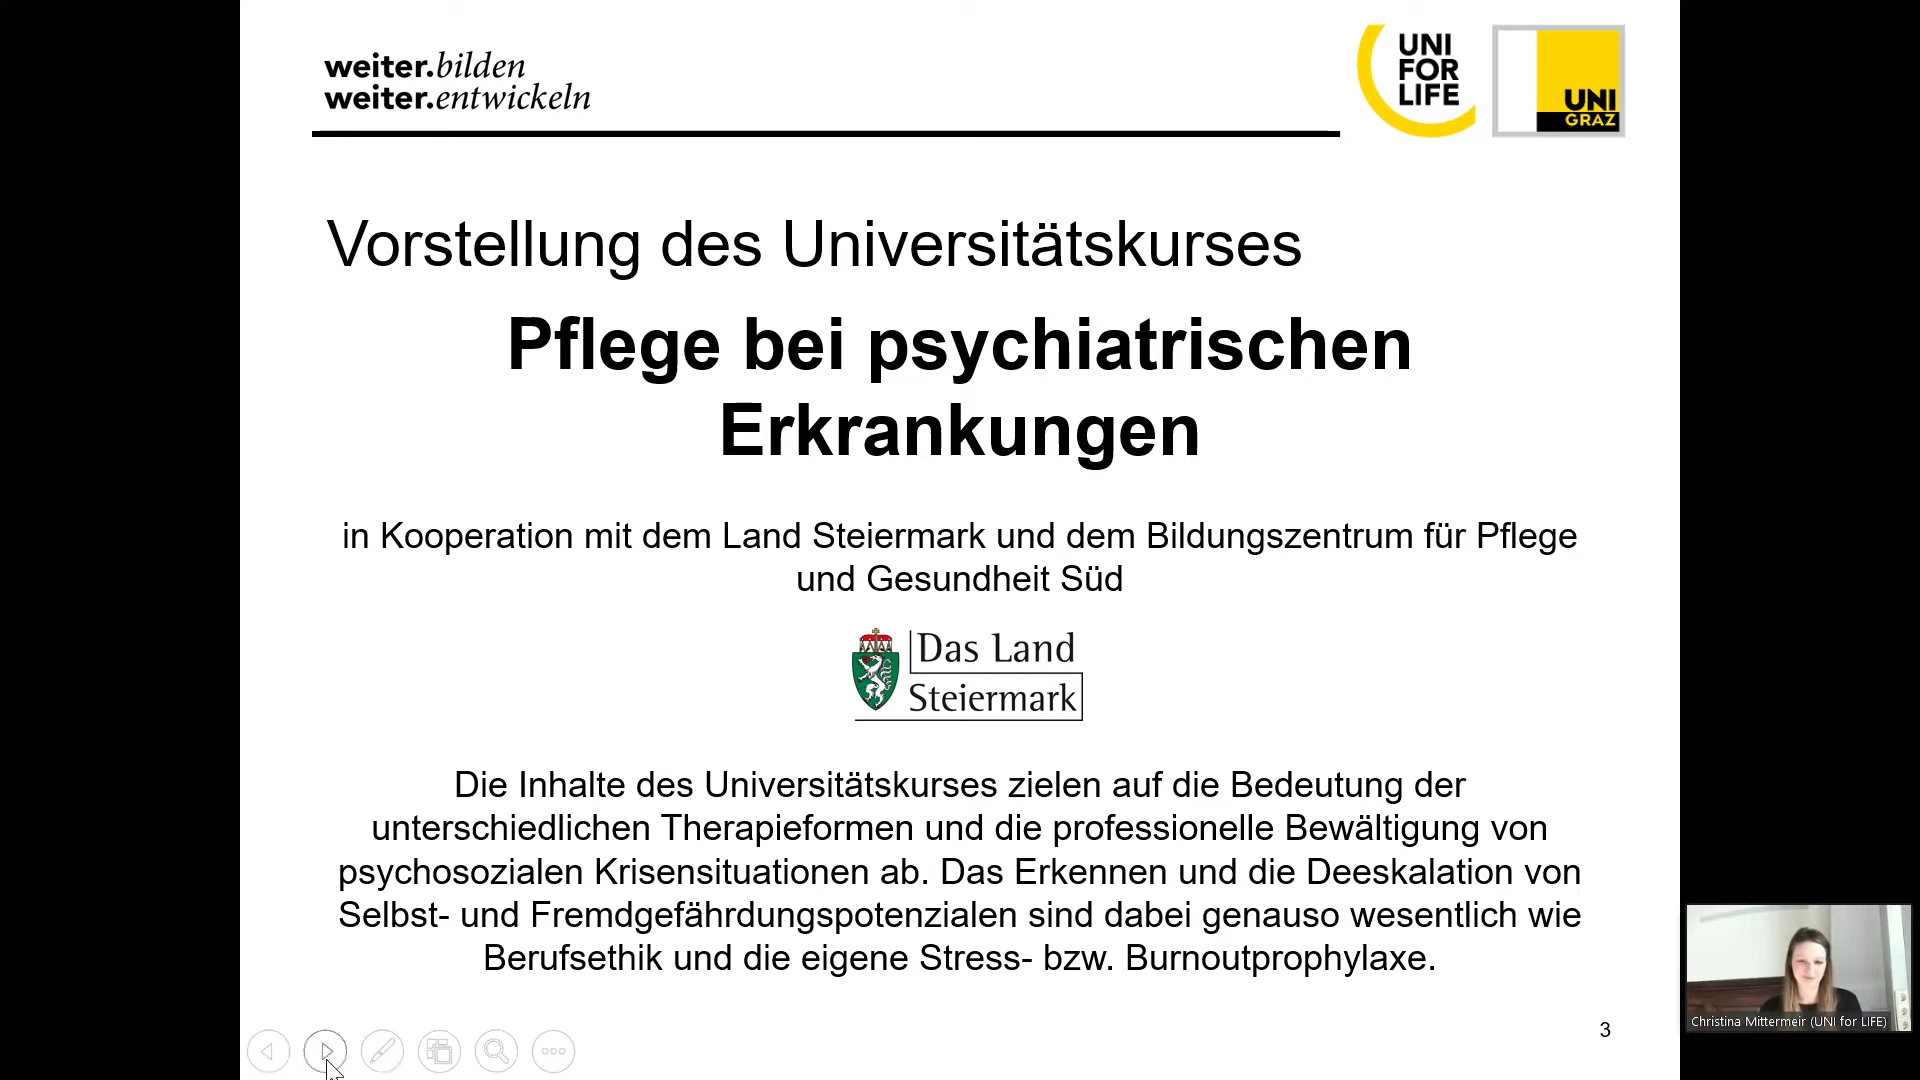 weiter.bilden
weiter.entwickeln
UNI
FOR
LIFE
UNI
GRAZ
Vorstellung des Universitätskurses
Pflege bei psychiatrischen
Erkrankungen
in Kooperation mit dem Land Steiermark und dem Bildungszentrum für Pflege
und Gesundheit Süd
Das Land
Steiermark
Die Inhalte des Universitätskurses zielen auf die Bedeutung der
unterschiedlichen Therapieformen und die professionelle Bewältigung von
psychosozialen Krisensituationen ab. Das Erkennen und die Deeskalation von
Selbst- und Fremdgefährdungspotenzialen sind dabei genauso wesentlich wie
Berufsethik und die eigene Stress- bzw. Burnoutprophylaxe.
3
Christina Mittermeir (UNI for LIFE)